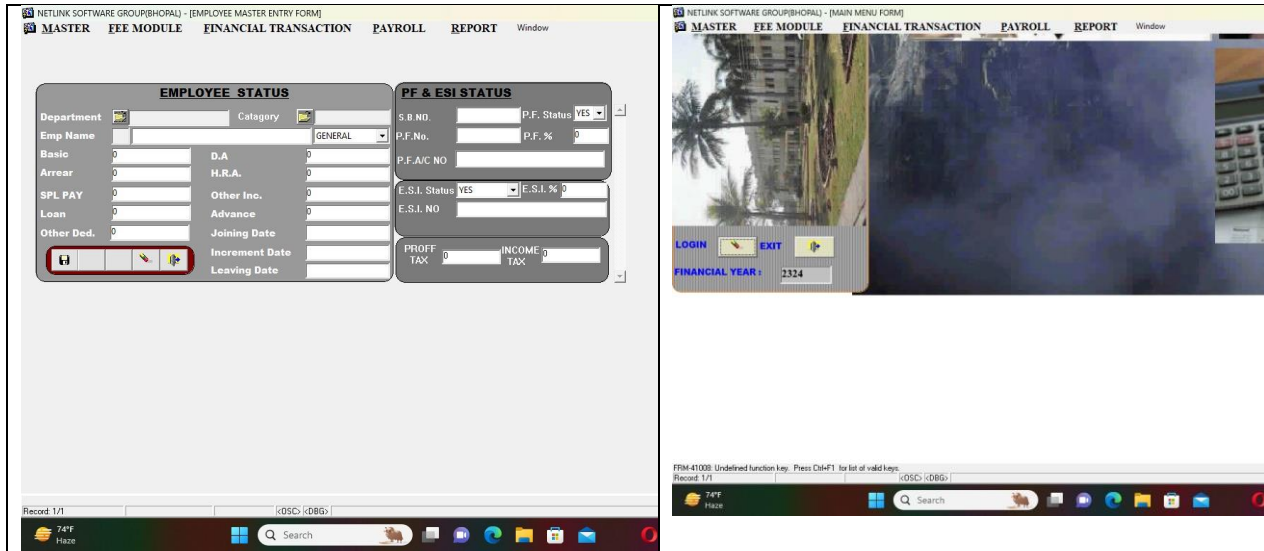 NETLINK SOFTWARE GROUP(BHOPAL) - [EMPLOYEE MASTER ENTRY FORM]
MASTER FEE MODULE FINANCIAL TRANSACTION PAYROLL REPORT Window
EMPLOYEE STATUS
Department Catagory
Emp Name GENERAL
Basic 0 D.A 0
Arrear 0 H.R.A. 0
SPL PAY 0 Other Inc. 0
Loan 0 Advance 0
Other Ded. 0 Joining Date
Increment Date
Leaving Date
PF & ESI STATUS
S.B.NO. P.F. Status YES
P.F.No. P.F. % 0
P.F.A/C NO
E.S.I. Status YES E.S.I. % 0
E.S.I. NO
PROFF TAX 0 INCOME TAX 0
Record: 1/1 <OSC> <DBG>
74°F
Haze
Search
NETLINK SOFTWARE GROUP(BHOPAL) - [MAIN MENU FORM]
MASTER FEE MODULE FINANCIAL TRANSACTION PAYROLL REPORT Window
LOGIN EXIT
FINANCIAL YEAR : 2324
FRM-41008: Undefined function key. Press Ctrl+F1 for list of valid keys.
Record: 1/1 <OSC> <DBG>
74°F
Haze
Search